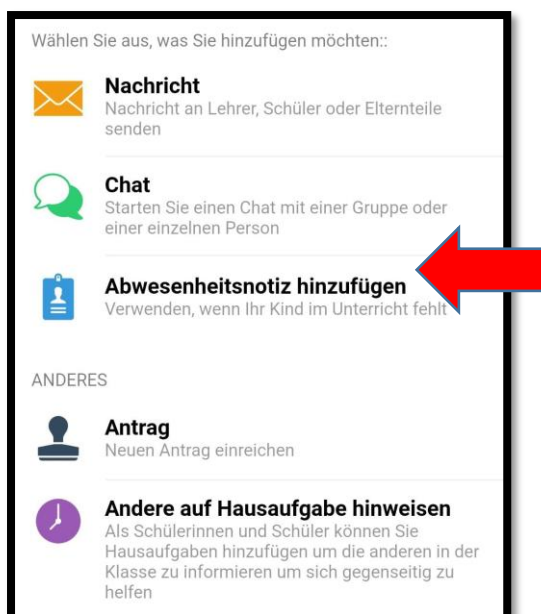 Wählen Sie aus, was Sie hinzufügen möchten::
Nachricht
Nachricht an Lehrer, Schüler oder Elternteile
senden
Chat
Starten Sie einen Chat mit einer Gruppe oder
einer einzelnen Person
Abwesenheitsnotiz hinzufügen
Verwenden, wenn Ihr Kind im Unterricht fehlt
ANDERES
Antrag
Neuen Antrag einreichen
Andere auf Hausaufgabe hinweisen
Als Schülerinnen und Schüler können Sie
Hausaufgaben hinzufügen um die anderen in der
Klasse zu informieren um sich gegenseitig zu
helfen